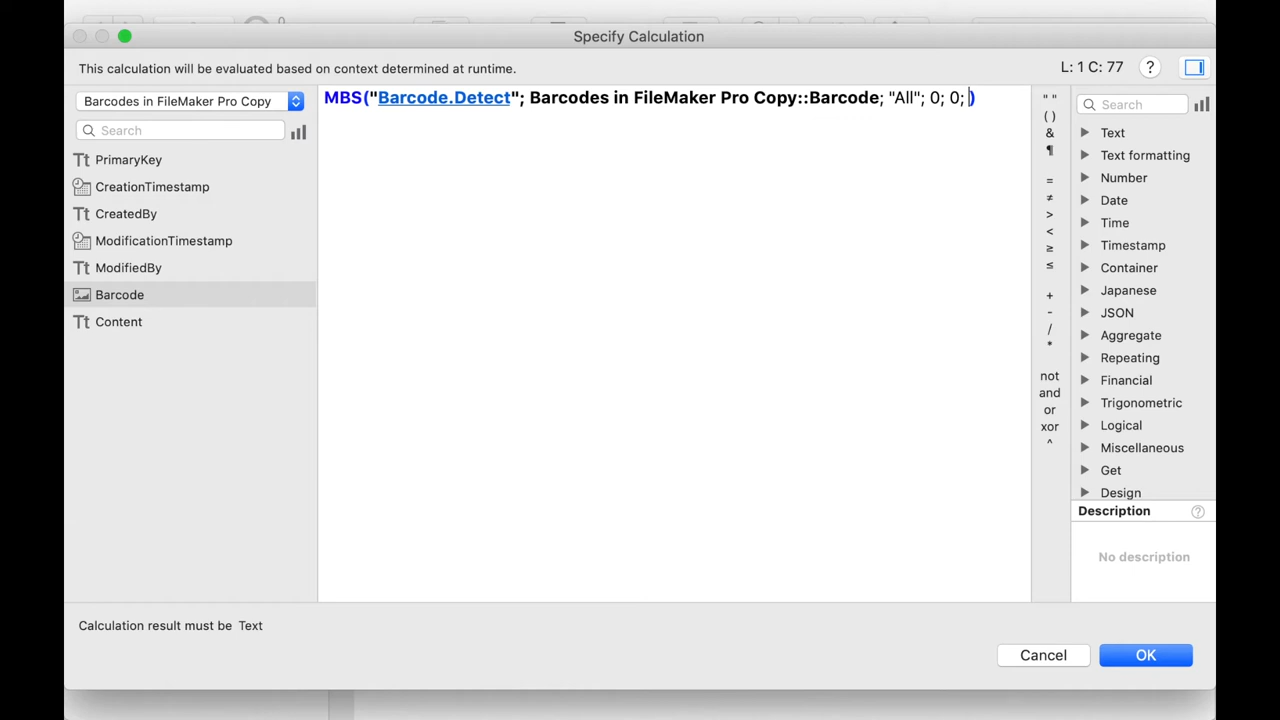 Specify Calculation
This calculation will be evaluated based on context determined at runtime.
L: 1 C: 77
?
Barcodes in FileMaker Pro Copy
Search
PrimaryKey
CreationTimestamp
CreatedBy
ModificationTimestamp
ModifiedBy
Barcode
Content
MBS("Barcode.Detect"; Barcodes in FileMaker Pro Copy::Barcode; "All"; 0; 0; )
" "
( )
&
¶
=
≠
>
<
≥
≤
+
-
/
*
not
and
or
xor
^
Search
Text
Text formatting
Number
Date
Time
Timestamp
Container
Japanese
JSON
Aggregate
Repeating
Financial
Trigonometric
Logical
Miscellaneous
Get
Design
Description
?
No description
Calculation result must be Text
Cancel
OK